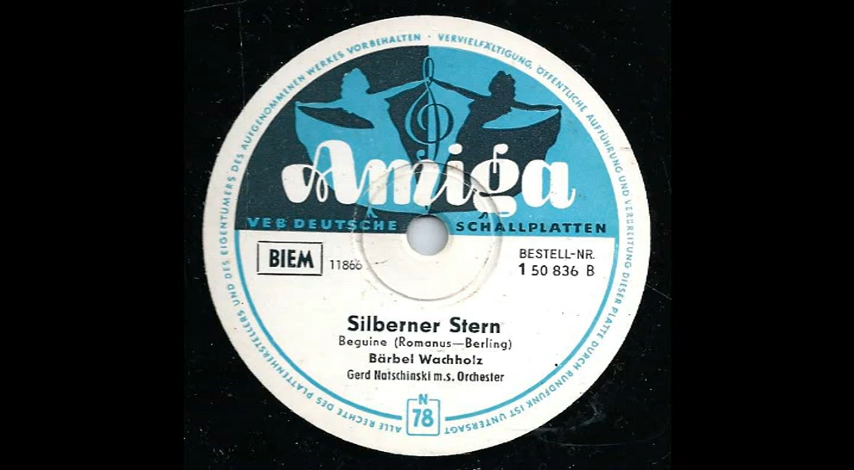 ALLE RECHTE DES PLATTENHERSTELLERS UND DES EIGENTÜMERS DES AUFGENOMMENEN WERKES VORBEHALTEN · VERVIELFÄLTIGUNG, ÖFFENTLICHE AUFFÜHRUNG UND VERBREITUNG DIESER PLATTE DURCH RUNDFUNK IST UNTERSAGT
Amiga
VEB DEUTSCHE SCHALLPLATTEN
BIEM 11866 BESTELL-NR.
1 50 836 B
Silberner Stern
Beguine (Romanus—Berling)
Bärbel Wachholz
Gerd Natschinski m.s. Orchester
N
78